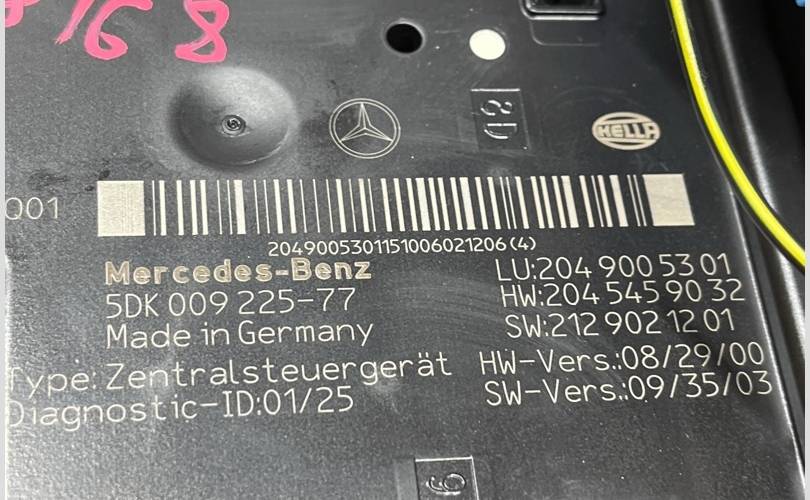 168
8D
HELLA
001
2049005301151006021206(4)
Mercedes-Benz
LU:204 900 53 01
5DK 009 225-77
HW:204 545 90 32
Made in Germany
SW:212 902 12 01
Type: Zentralsteuergerät
HW-Vers.:08/29/00
Diagnostic-ID:01/25
SW-Vers.:09/35/03